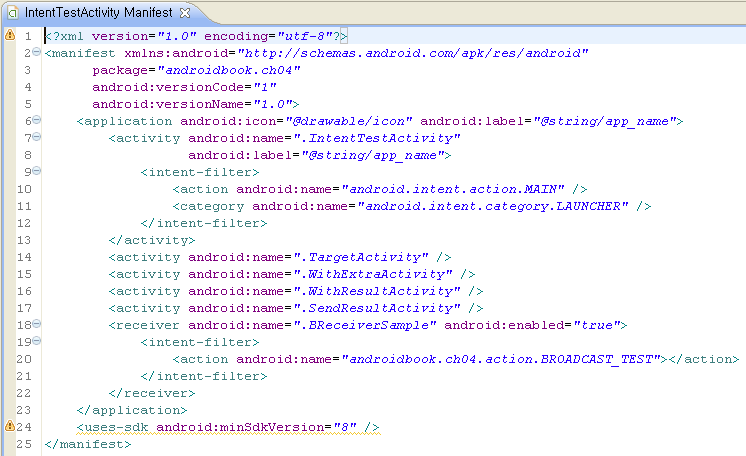 IntentTestActivity Manifest
1 <?xml version="1.0" encoding="utf-8"?>
2 <manifest xmlns:android="http://schemas.android.com/apk/res/android"
3 package="androidbook.ch04"
4 android:versionCode="1"
5 android:versionName="1.0">
6 <application android:icon="@drawable/icon" android:label="@string/app_name">
7 <activity android:name=".IntentTestActivity"
8 android:label="@string/app_name">
9 <intent-filter>
10 <action android:name="android.intent.action.MAIN" />
11 <category android:name="android.intent.category.LAUNCHER" />
12 </intent-filter>
13 </activity>
14 <activity android:name=".TargetActivity" />
15 <activity android:name=".WithExtraActivity" />
16 <activity android:name=".WithResultActivity" />
17 <activity android:name=".SendResultActivity" />
18 <receiver android:name=".BReceiverSample" android:enabled="true">
19 <intent-filter>
20 <action android:name="androidbook.ch04.action.BROADCAST_TEST"></action>
21 </intent-filter>
22 </receiver>
23 </application>
24 <uses-sdk android:minSdkVersion="8" />
25 </manifest>